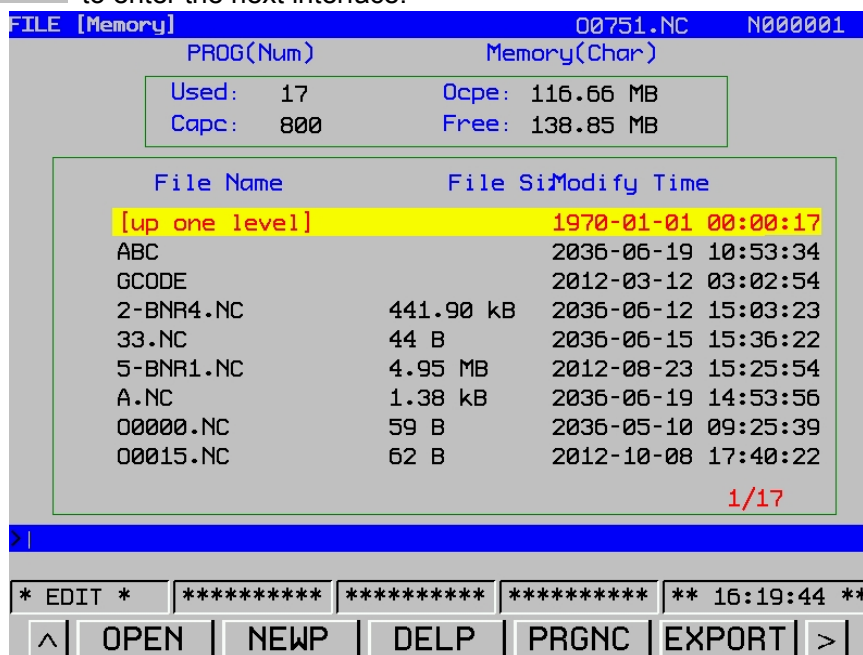 to enter the next interface.
FILE [Memory] O0751.NC N000001
PROG(Num) Memory(Char)
Used: 17 Ocpe: 116.66 MB
Capc: 800 Free: 138.85 MB
File Name File Si Modify Time
[up one level] 1970-01-01 00:00:17
ABC 2036-06-19 10:53:34
GCODE 2012-03-12 03:02:54
2-BNR4.NC 441.90 kB 2036-06-12 15:03:23
33.NC 44 B 2036-06-15 15:36:22
5-BNR1.NC 4.95 MB 2012-08-23 15:25:54
A.NC 1.38 kB 2036-06-19 14:53:56
O0000.NC 59 B 2036-05-10 09:25:39
O0015.NC 62 B 2012-10-08 17:40:22
1/17
>|
* EDIT * ********** ********** ********** ** 16:19:44 **
^ OPEN NEWP DELP PRGNC EXPORT >